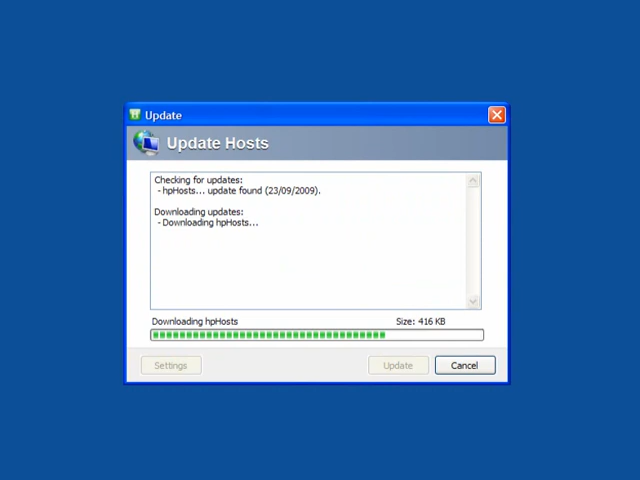 Update
Update Hosts
Checking for updates:
- hpHosts... update found (23/09/2009).
Downloading updates:
- Downloading hpHosts...
Downloading hpHosts Size: 416 KB
Settings Update Cancel